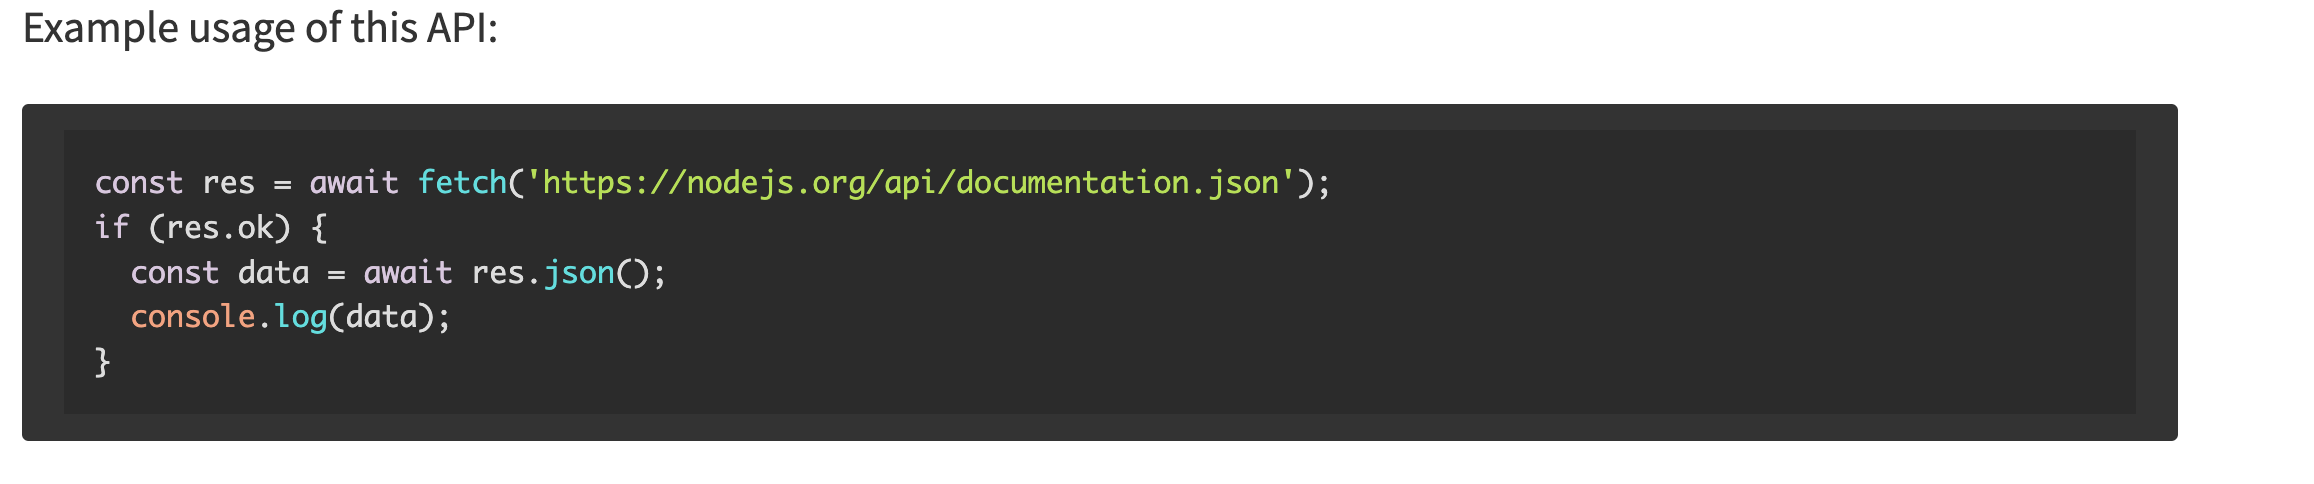 Example usage of this API:
const res = await fetch('https://nodejs.org/api/documentation.json');
if (res.ok) {
  const data = await res.json();
  console.log(data);
}